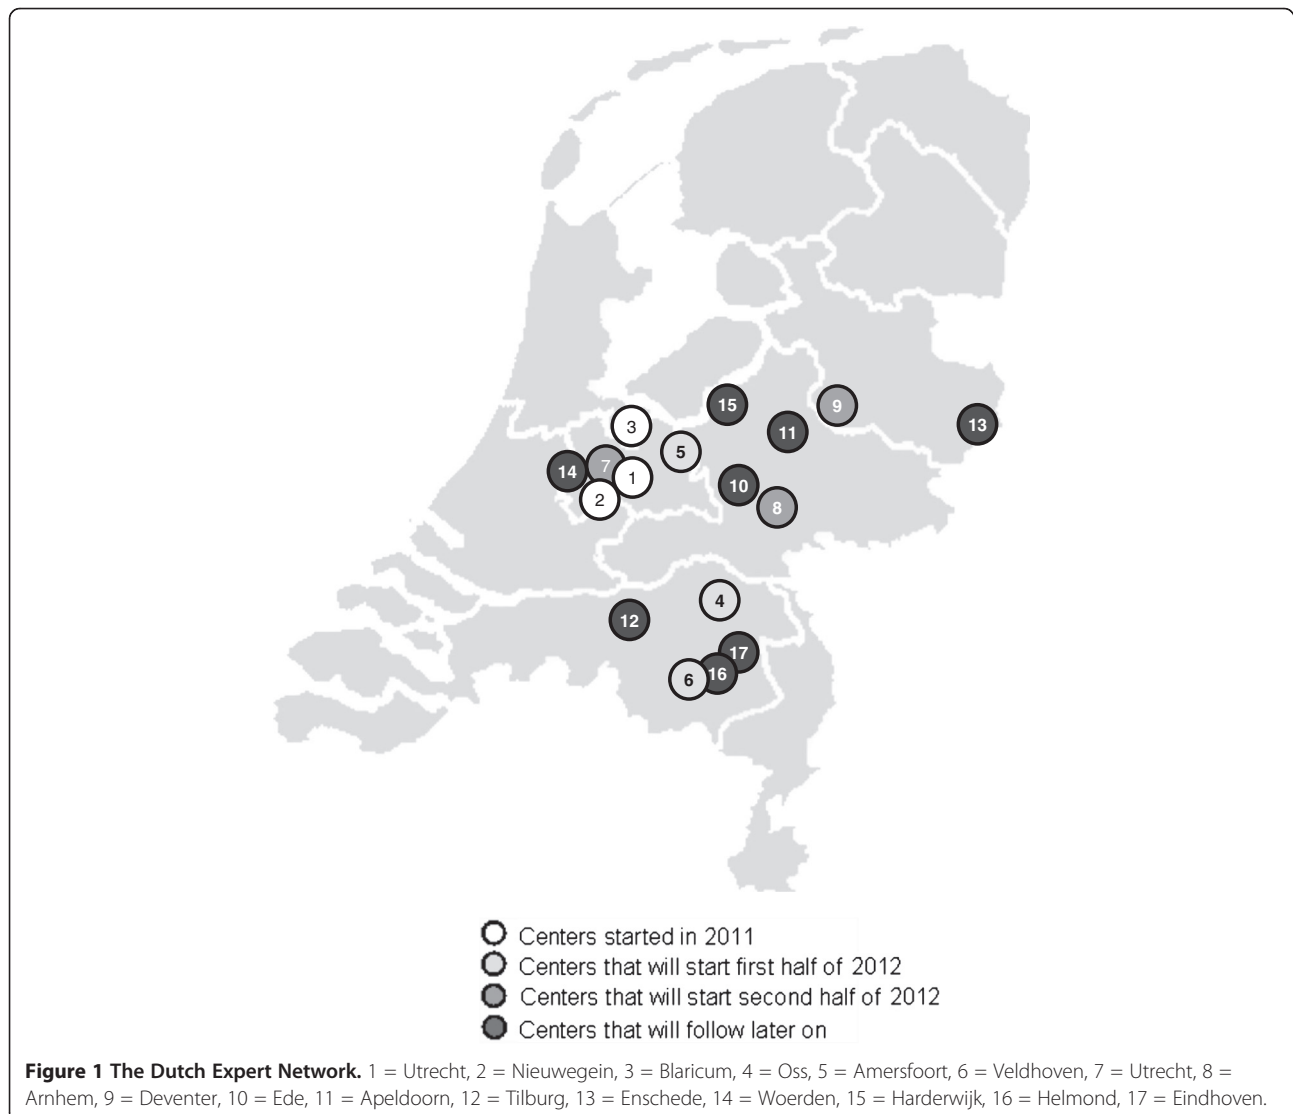 15
9
3
11
13
5
7
14
1
10
2
8
4
12
17
16
6
Centers started in 2011
Centers that will start first half of 2012
Centers that will start second half of 2012
Centers that will follow later on
Figure 1 The Dutch Expert Network. 1 = Utrecht, 2 = Nieuwegein, 3 = Blaricum, 4 = Oss, 5 = Amersfoort, 6 = Veldhoven, 7 = Utrecht, 8 =
Arnhem, 9 = Deventer, 10 = Ede, 11 = Apeldoorn, 12 = Tilburg, 13 = Enschede, 14 = Woerden, 15 = Harderwijk, 16 = Helmond, 17 = Eindhoven.